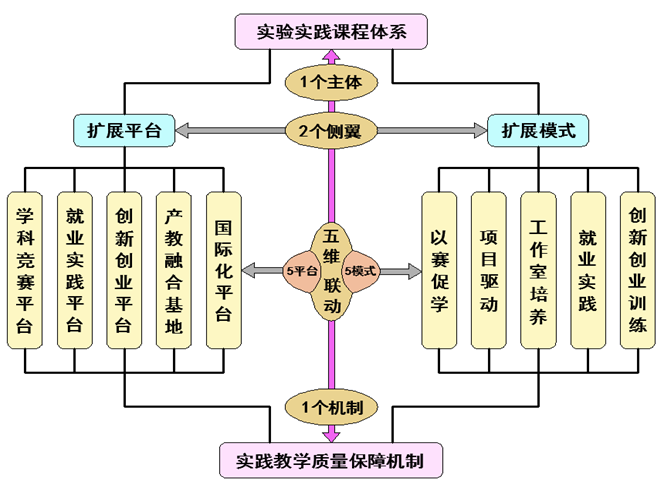 实验实践课程体系
1个主体
扩展平台
2个侧翼
扩展模式
学科竞赛平台
就业实践平台
创新创业平台
产教融合基地
国际化平台
五维联动
5平台
5模式
以赛促学
项目驱动
工作室培养
就业实践
创新创业训练
1个机制
实践教学质量保障机制